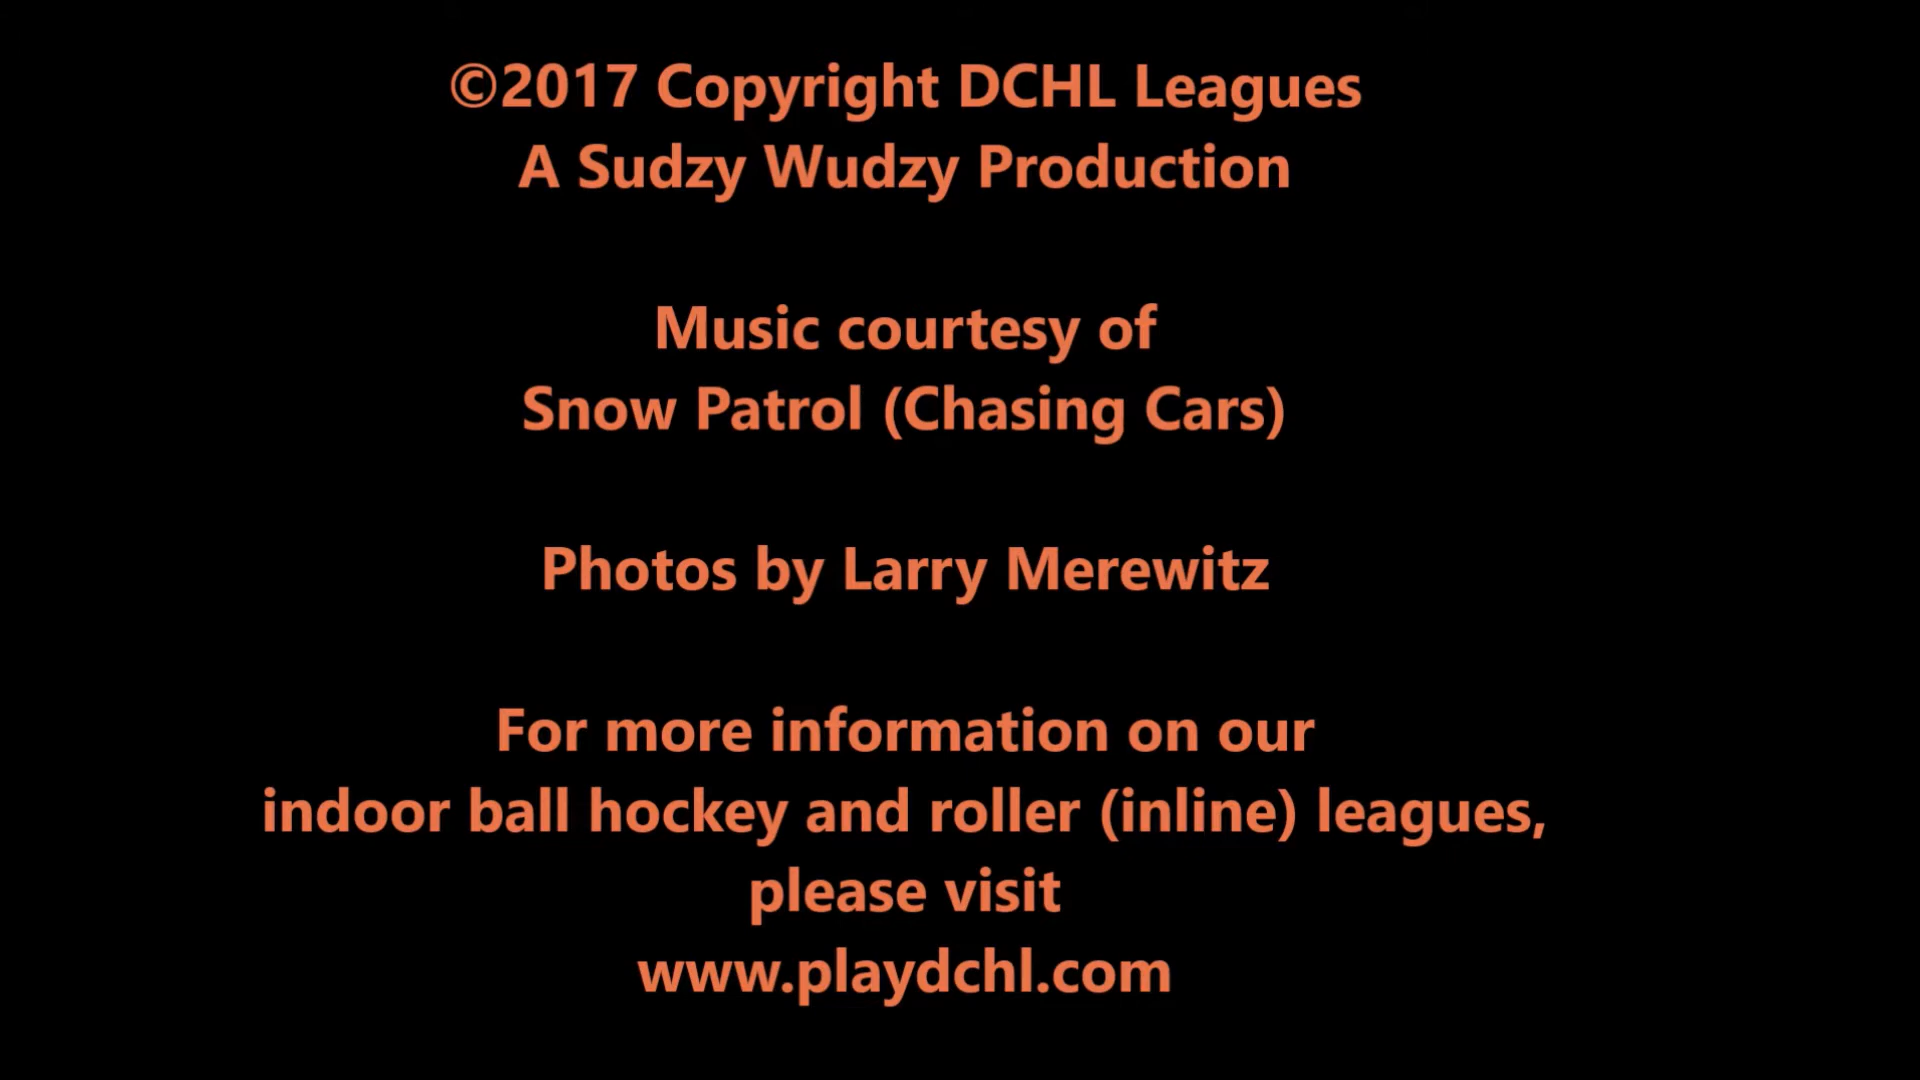 ©2017 Copyright DCHL Leagues
A Sudzy Wudzy Production
Music courtesy of
Snow Patrol (Chasing Cars)
Photos by Larry Merewitz
For more information on our
indoor ball hockey and roller (inline) leagues,
please visit
www.playdchl.com